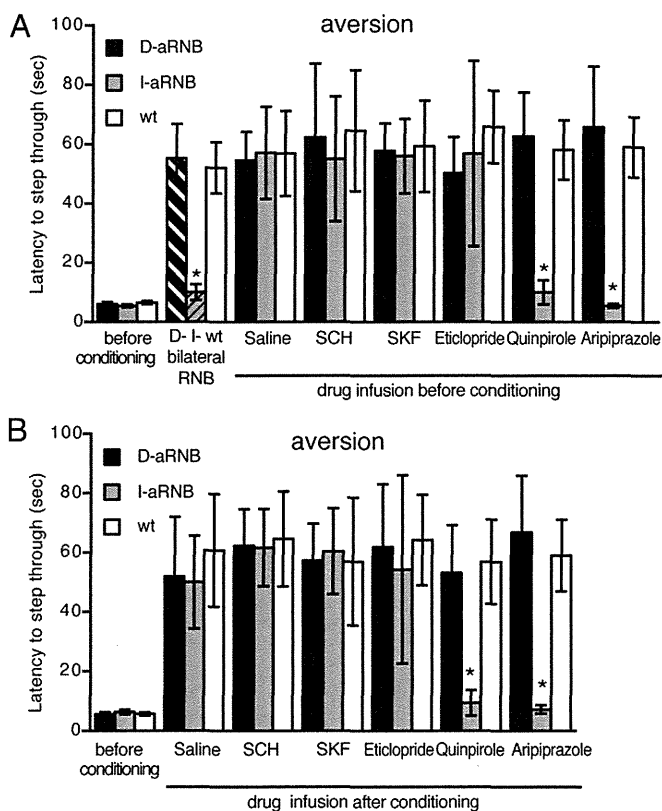 A
aversion
D-aRNB
I-aRNB
wt
Latency to step through (sec)
100
80
60
40
20
0
*
*
*
before
conditioning
D- I- wt
bilateral
RNB
Saline
SCH
SKF
Eticlopride
Quinpirole
Aripiprazole
drug infusion before conditioning
B
aversion
D-aRNB
I-aRNB
wt
Latency to step through (sec)
100
80
60
40
20
0
*
*
before
conditioning
Saline
SCH
SKF
Eticlopride
Quinpirole
Aripiprazole
drug infusion after conditioning